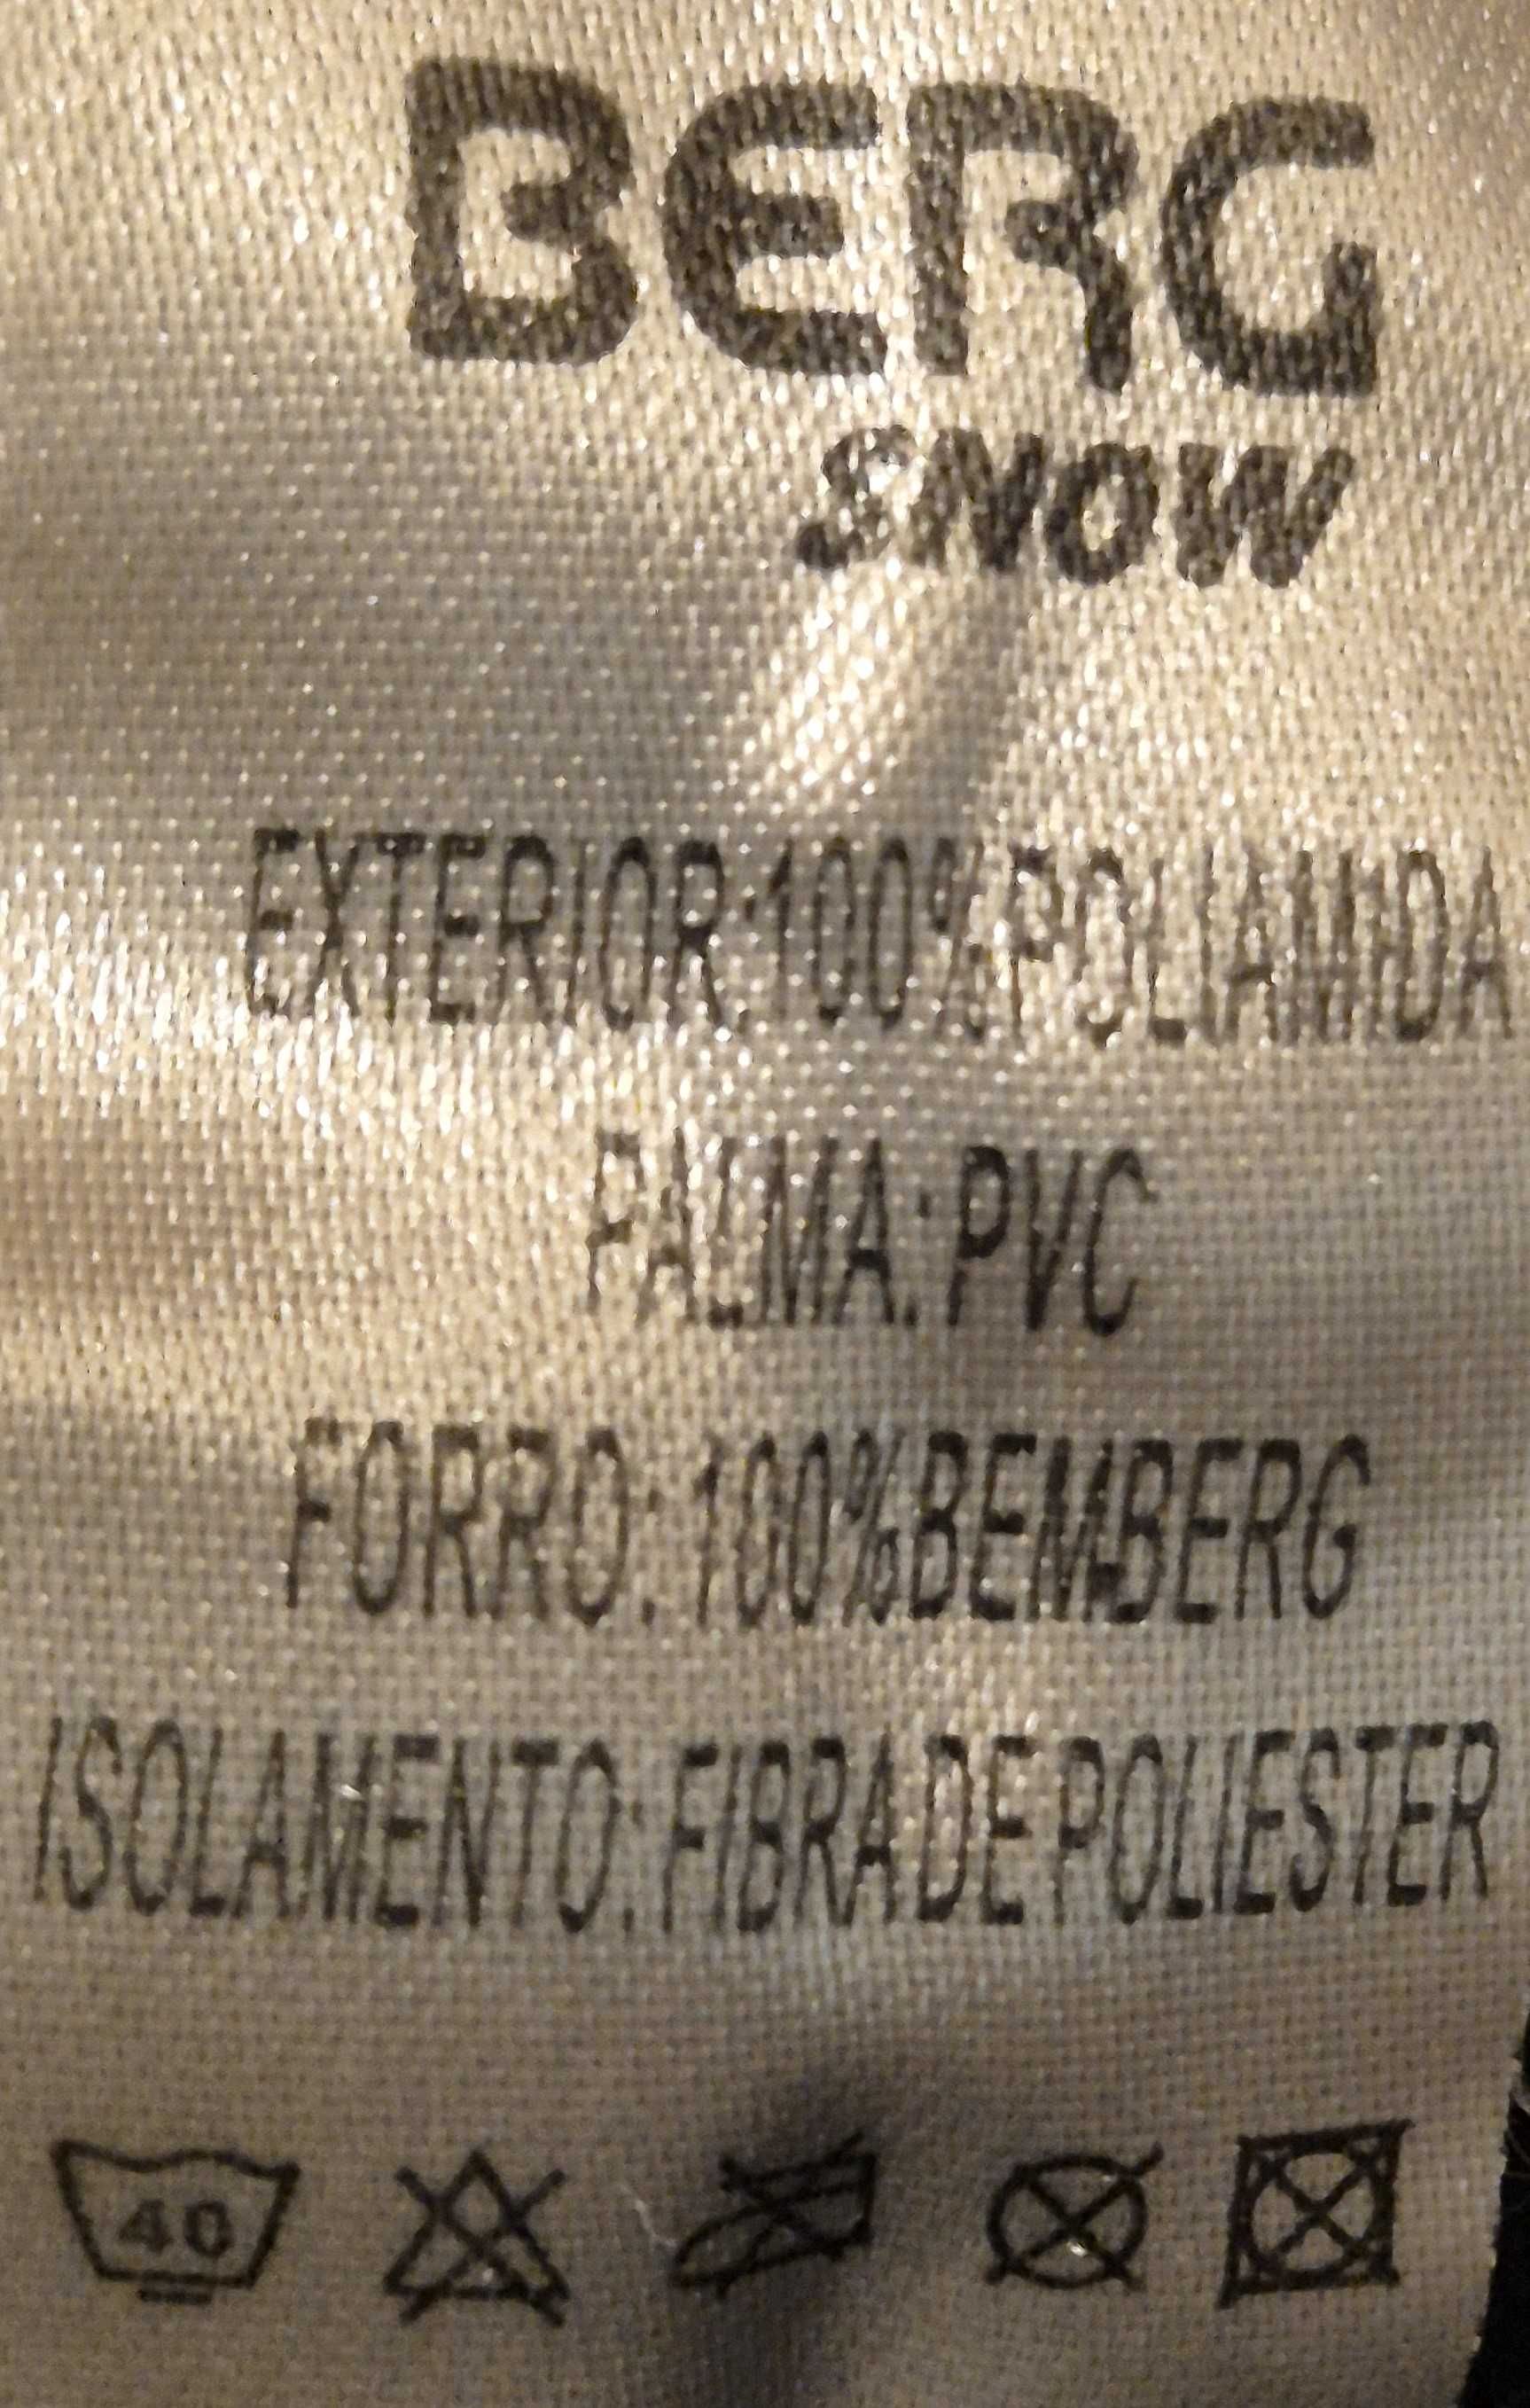 BERG
SNOW
EXTERIOR:100%POLIAMIDA
PALMA: PVC
FORRO: 100%BEMBERG
ISOLAMENTO: FIBRA DE POLIESTER
40